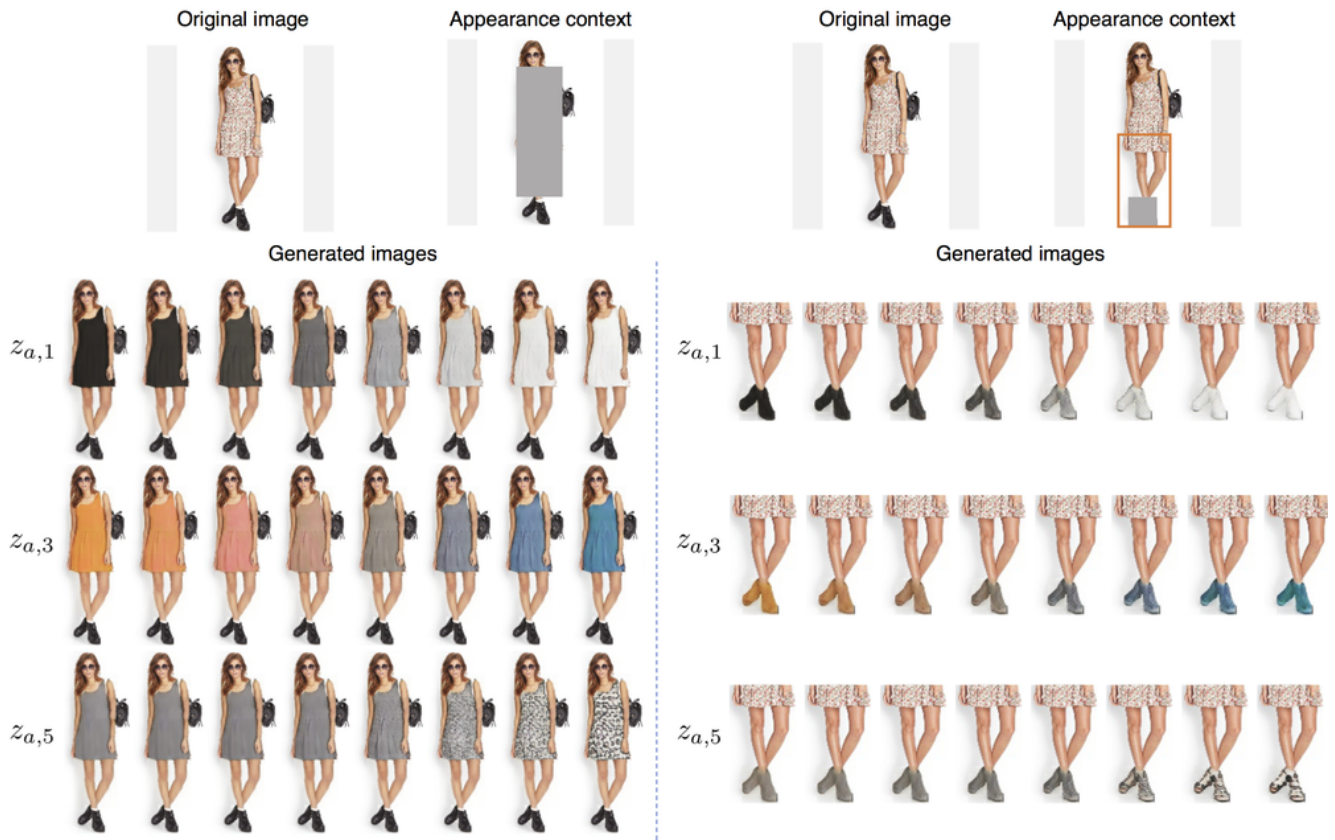 Original image
Appearance context
Original image
Appearance context
Generated images
Generated images
z_{a,1}
z_{a,1}
z_{a,3}
z_{a,3}
z_{a,5}
z_{a,5}